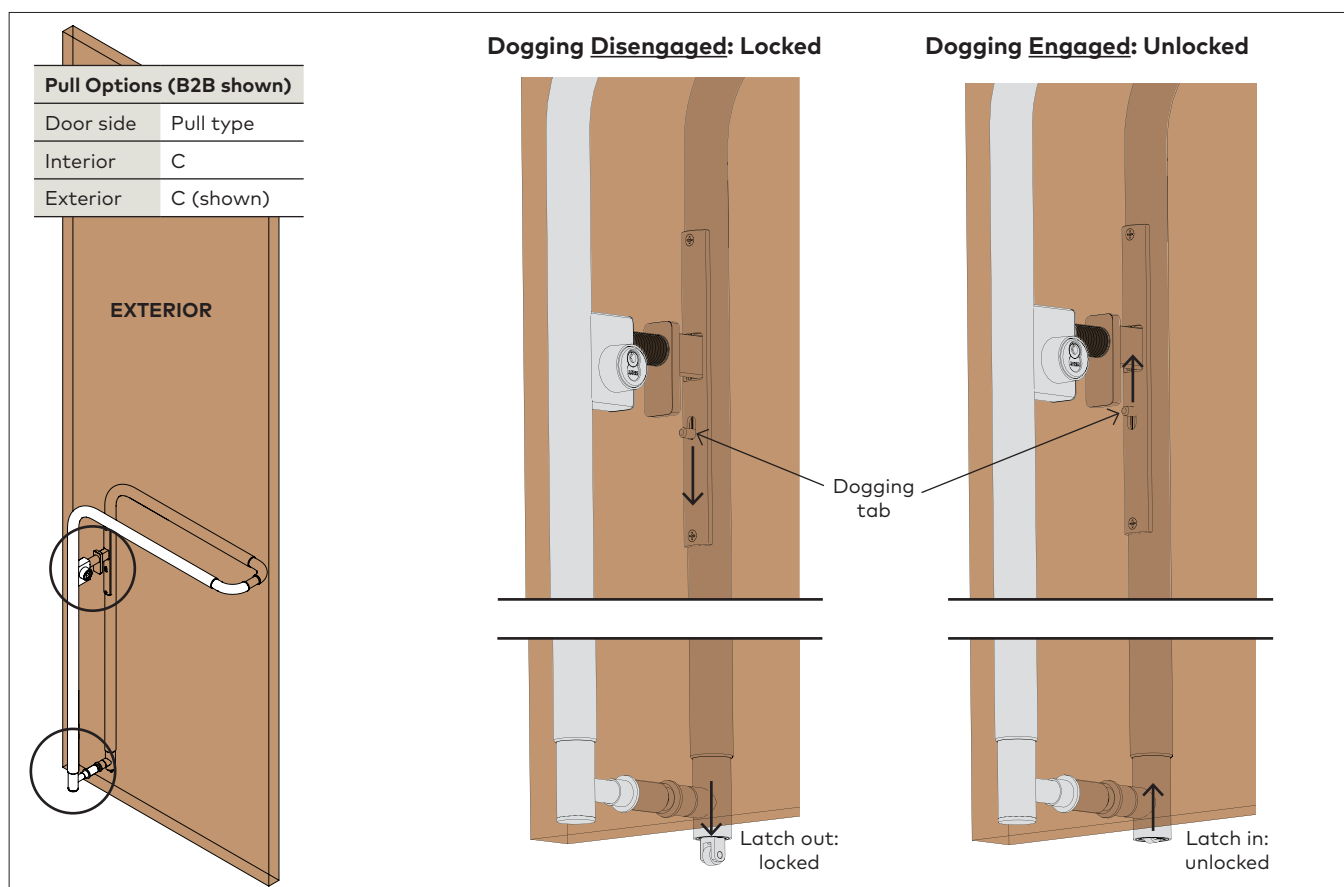 Dogging Disengaged: Locked
Dogging Engaged: Unlocked
Pull Options (B2B shown)
Door side Pull type
Interior C
Exterior C (shown)
EXTERIOR
Dogging
tab
Latch out:
locked
Latch in:
unlocked